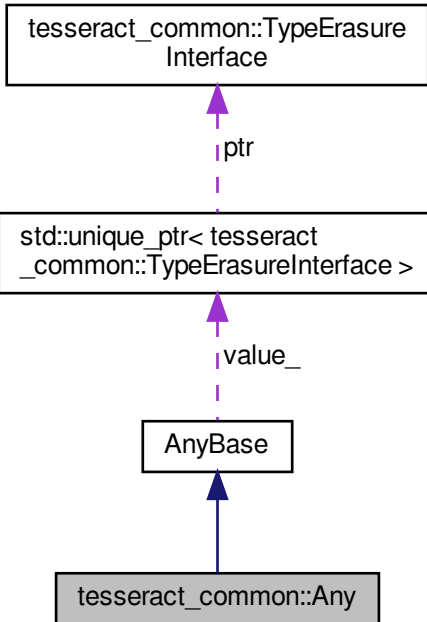 tesseract_common::TypeErasure
Interface
ptr
std::unique_ptr< tesseract
_common::TypeErasureInterface >
value_
AnyBase
tesseract_common::Any